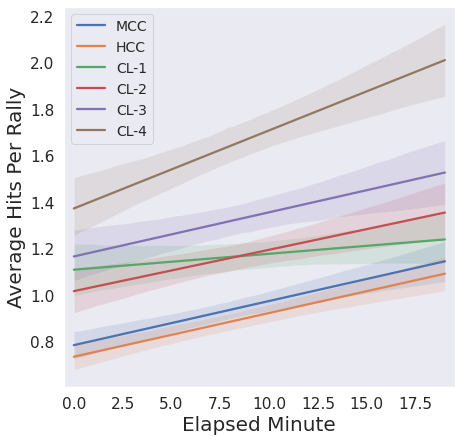 2.2
2.0
1.8
1.6
1.4
1.2
1.0
0.8
Average Hits Per Rally
MCC
HCC
CL-1
CL-2
CL-3
CL-4
0.0 2.5 5.0 7.5 10.0 12.5 15.0 17.5
Elapsed Minute